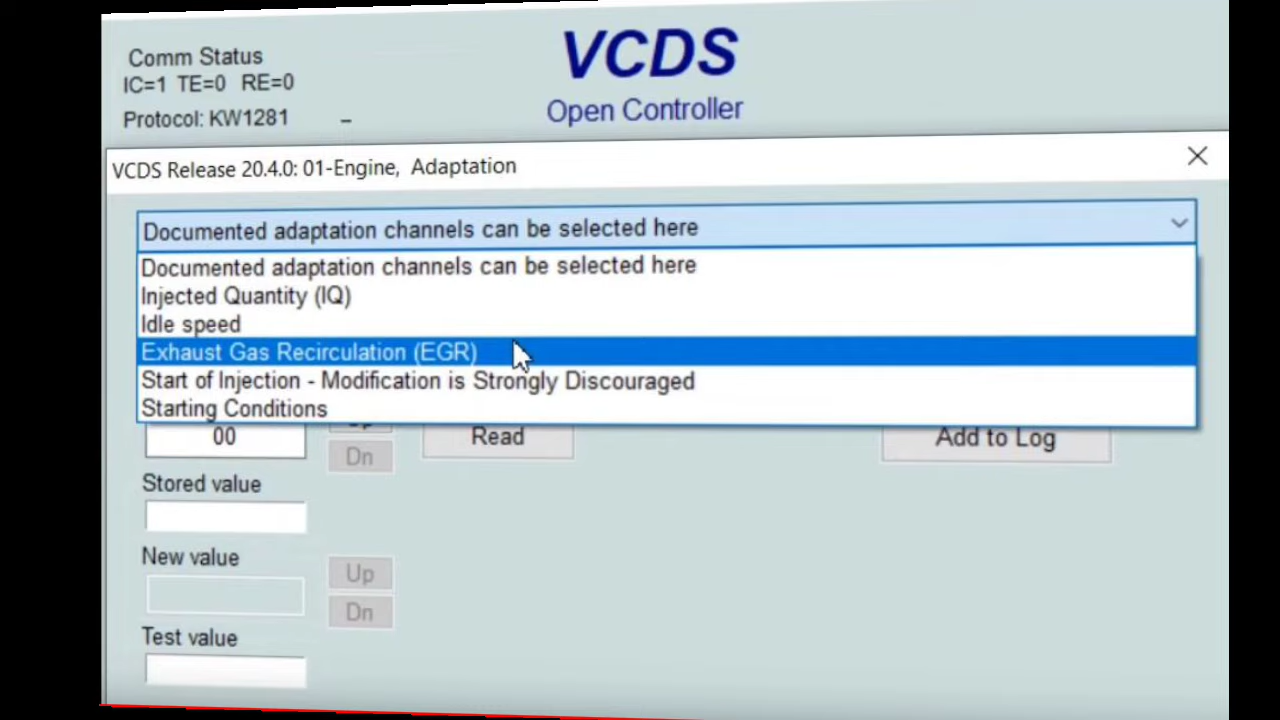 Comm Status
IC=1 TE=0 RE=0
Protocol: KW1281
VCDS
Open Controller
VCDS Release 20.4.0: 01-Engine, Adaptation
Documented adaptation channels can be selected here
Documented adaptation channels can be selected here
Injected Quantity (IQ)
Idle speed
Exhaust Gas Recirculation (EGR)
Start of Injection - Modification is Strongly Discouraged
Starting Conditions
00
Up
Dn
Read
Add to Log
Stored value
New value
Up
Dn
Test value